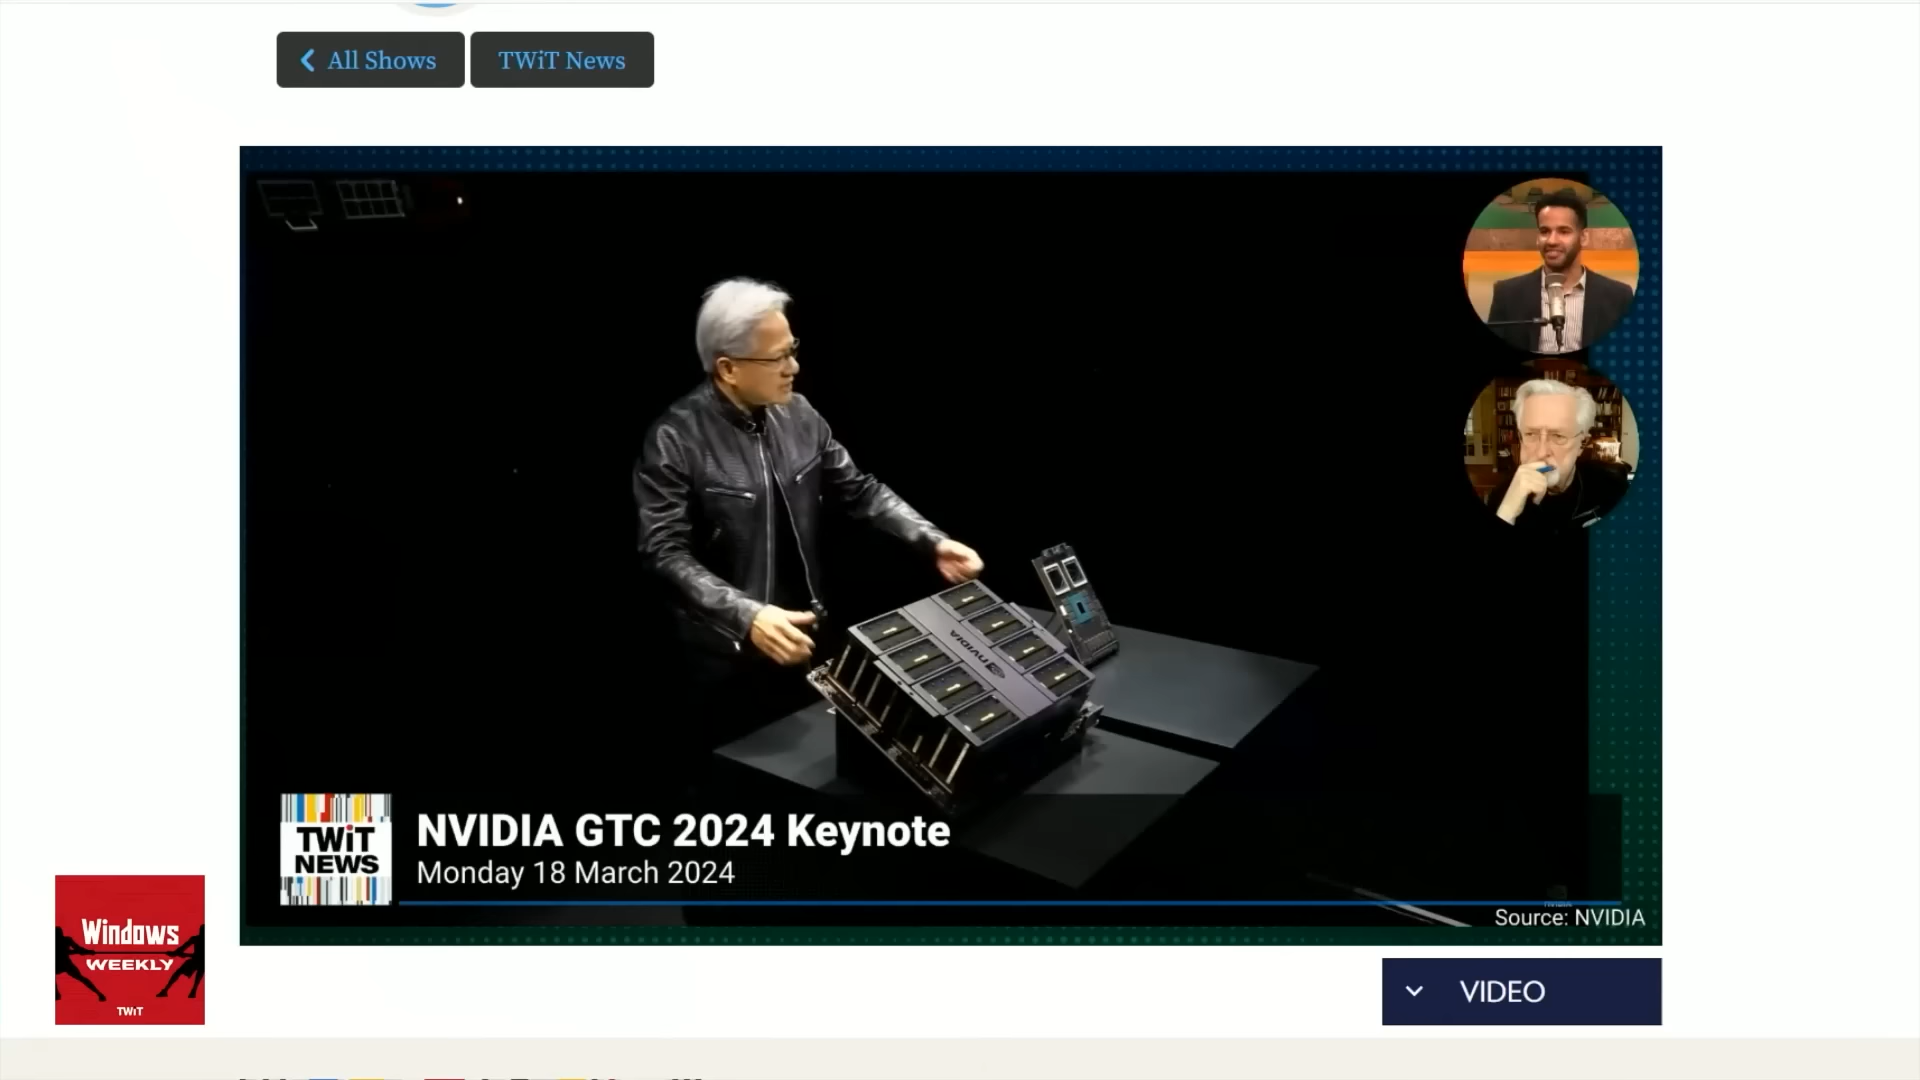 All Shows
TWiT News
NVIDIA
TWiT
NEWS
NVIDIA GTC 2024 Keynote
Monday 18 March 2024
Source: NVIDIA
Windows
WEEKLY
TWiT
VIDEO